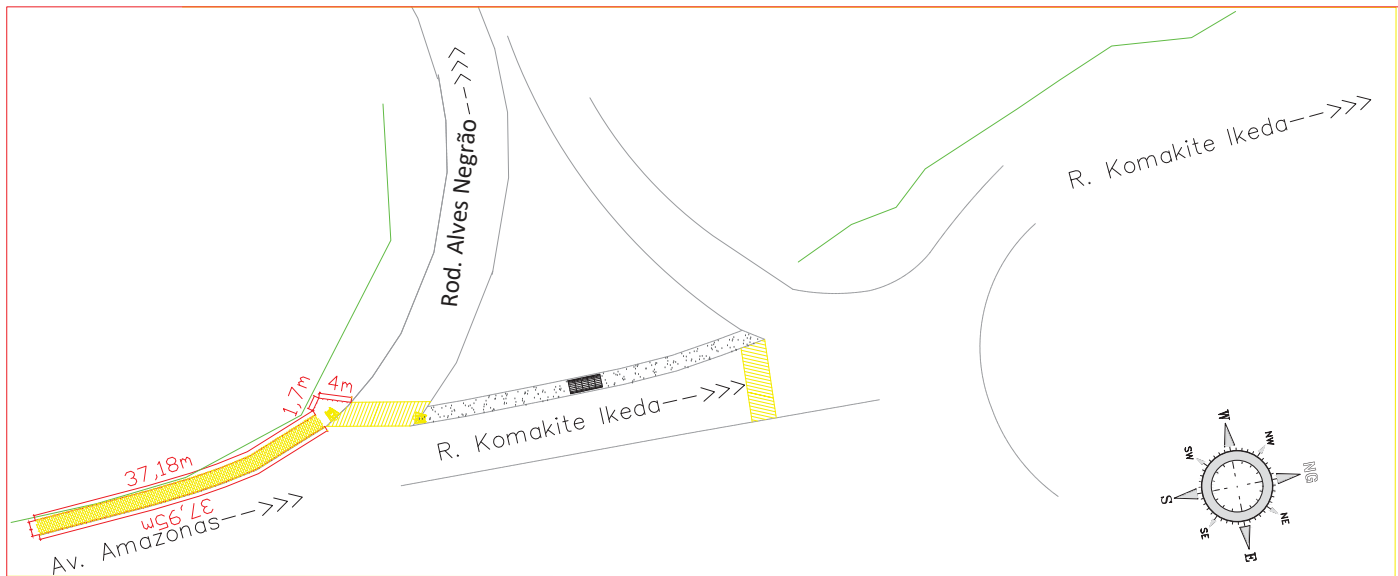 Rod. Alves Negrão-->>>
R. Komakite Ikeda-->>>
1,7m
4m
R. Komakite Ikeda-->>>
37,18m
37,95m
Av. Amazonas-->>>
W
NW
NG
NE
E
SE
S
SW